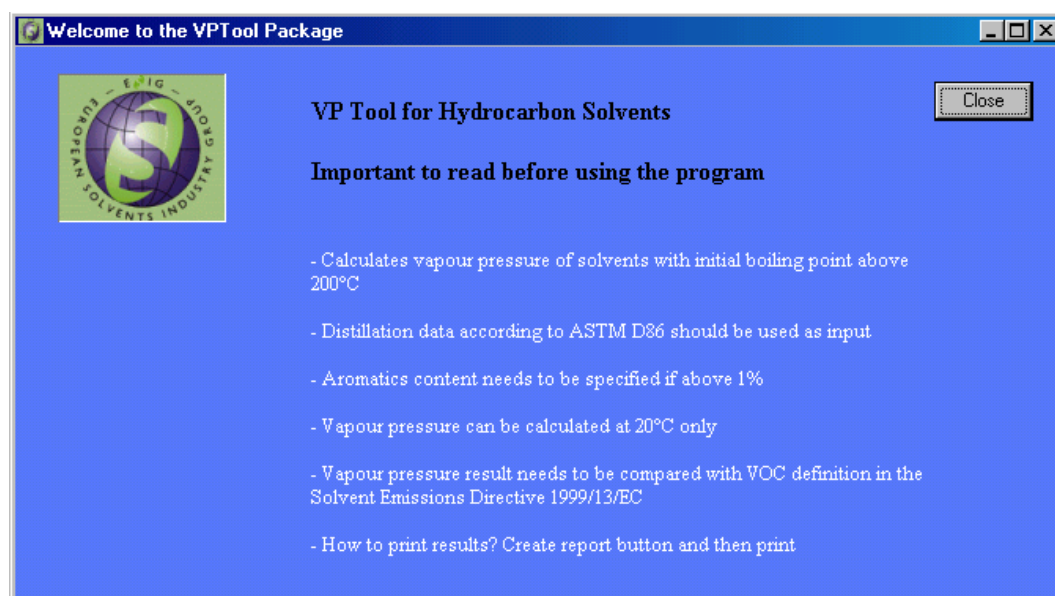 Welcome to the VPTool Package
ESIG
EUROPEAN SOLVENTS INDUSTRY GROUP
VP Tool for Hydrocarbon Solvents
Close
Important to read before using the program
- Calculates vapour pressure of solvents with initial boiling point above
200°C
- Distillation data according to ASTM D86 should be used as input
- Aromatics content needs to be specified if above 1%
- Vapour pressure can be calculated at 20°C only
- Vapour pressure result needs to be compared with VOC definition in the
Solvent Emissions Directive 1999/13/EC
- How to print results? Create report button and then print